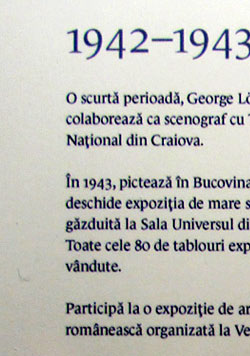 1942–1943
O scurtă perioadă, George Lö
colaborează ca scenograf cu
Național din Craiova.
În 1943, pictează în Bucovina
deschide expoziția de mare s
găzduită la Sala Universul di
Toate cele 80 de tablouri exp
vândute.
Participă la o expoziție de ar
românească organizată la Ve